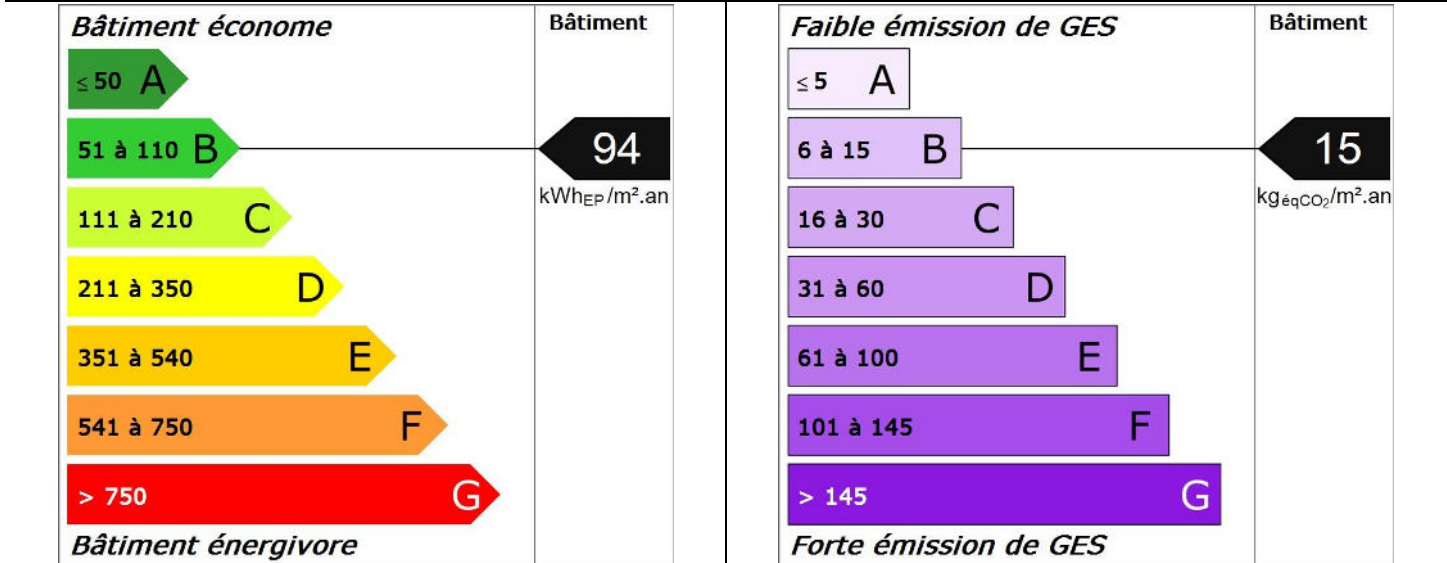 Bâtiment économe
Bâtiment
≤ 50 A
51 à 110 B
94
kWhEP/m².an
111 à 210 C
211 à 350 D
351 à 540 E
541 à 750 F
> 750 G
Bâtiment énergivore
Faible émission de GES
Bâtiment
≤ 5 A
6 à 15 B
15
kgéqCO₂/m².an
16 à 30 C
31 à 60 D
61 à 100 E
101 à 145 F
> 145 G
Forte émission de GES